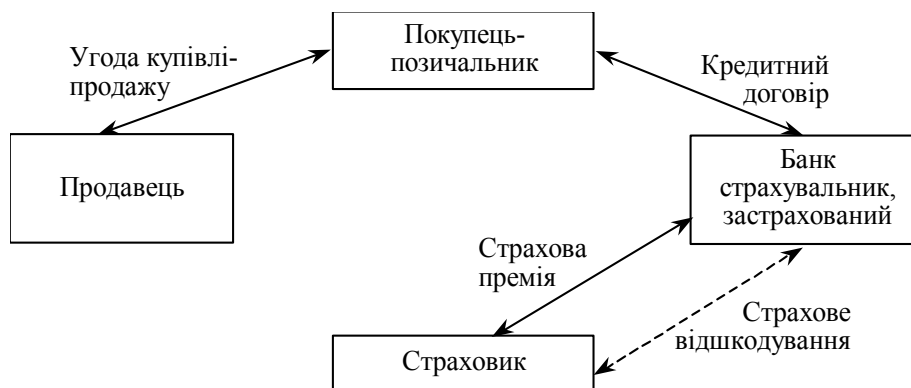 Угода купівлі-
продажу
Покупець-
позичальник
Кредитний
договір
Продавець
Банк
страхувальник,
застрахований
Страхова
премія
Страхове
відшкодування
Страховик